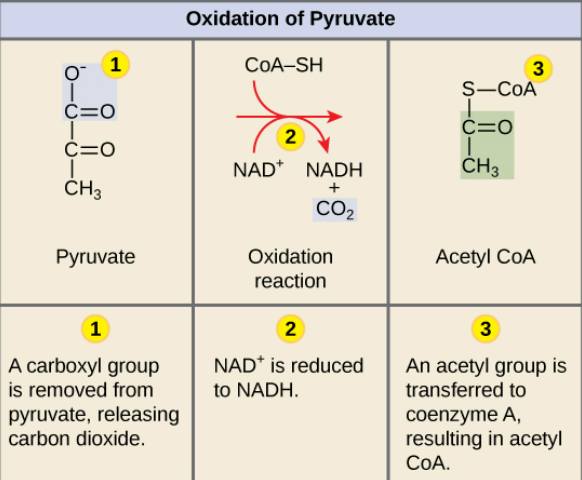 Oxidation of Pyruvate
1
O⁻
C=O
C=O
CH₃
Pyruvate
CoA–SH
2
NAD⁺ NADH
+
CO₂
Oxidation
reaction
3
S—CoA
C=O
CH₃
Acetyl CoA
1
A carboxyl group
is removed from
pyruvate, releasing
carbon dioxide.
2
NAD⁺ is reduced
to NADH.
3
An acetyl group is
transferred to
coenzyme A,
resulting in acetyl
CoA.